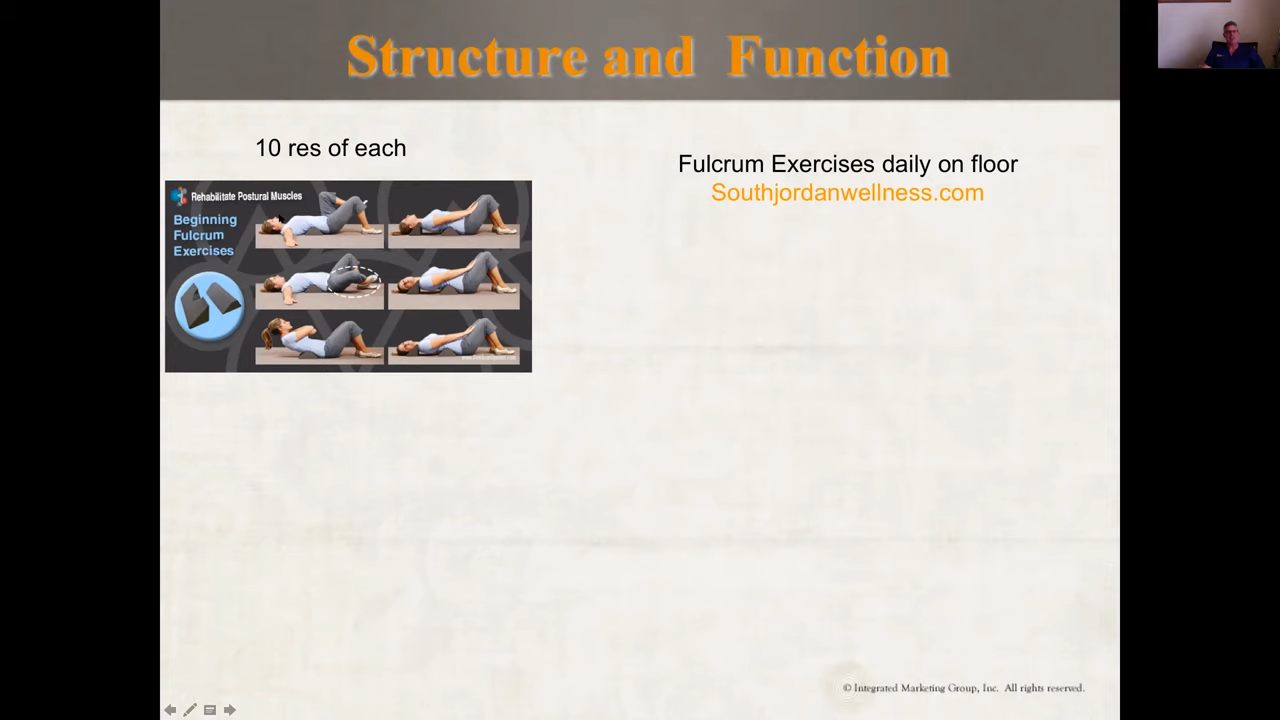 Structure and Function
10 res of each
Fulcrum Exercises daily on floor
Southjordanwellness.com
Rehabilitate Postural Muscles
Beginning
Fulcrum
Exercises
© Integrated Marketing Group, Inc. All rights reserved.